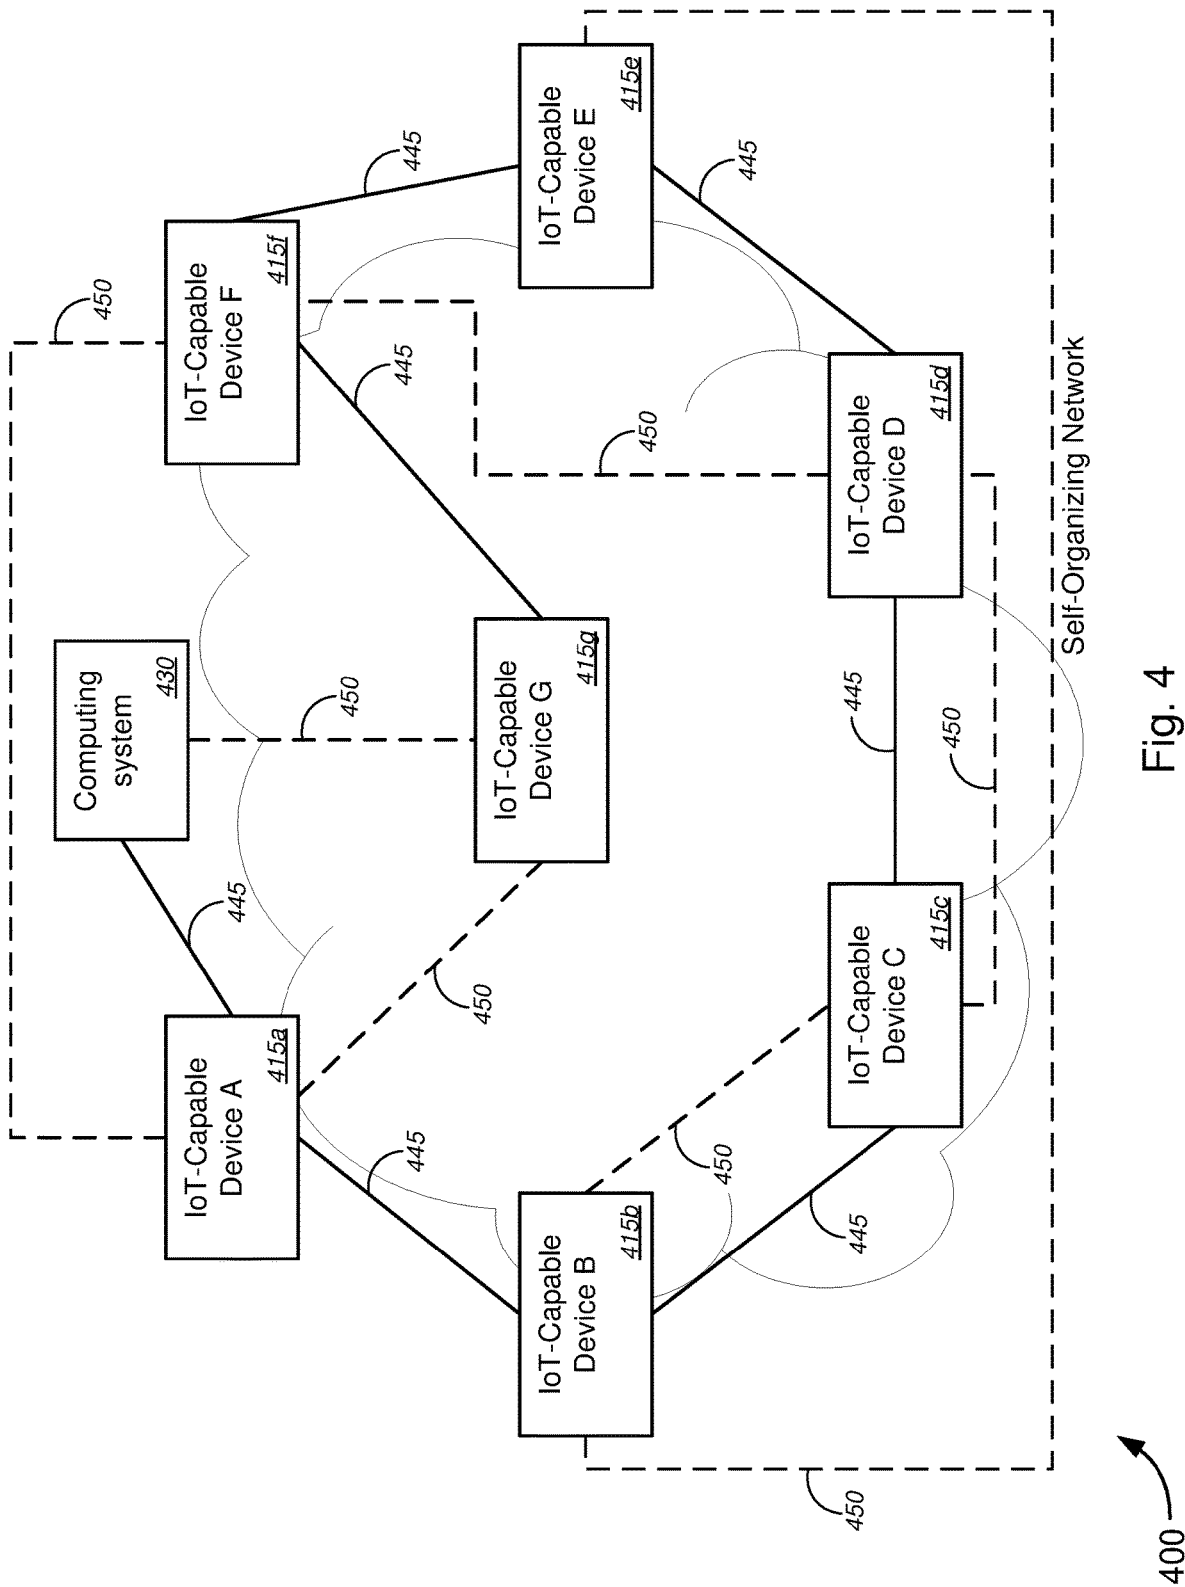 450
Computing
system
430
445
IoT-Capable
Device A
415a
IoT-Capable
Device F
415f
445
450
450
445
445
IoT-Capable
Device G
415g
450
IoT-Capable
Device B
415b
IoT-Capable
Device E
415e
450
445
445
450
IoT-Capable
Device C
415c
445
IoT-Capable
Device D
415d
450
450
Self-Organizing Network
400
Fig. 4